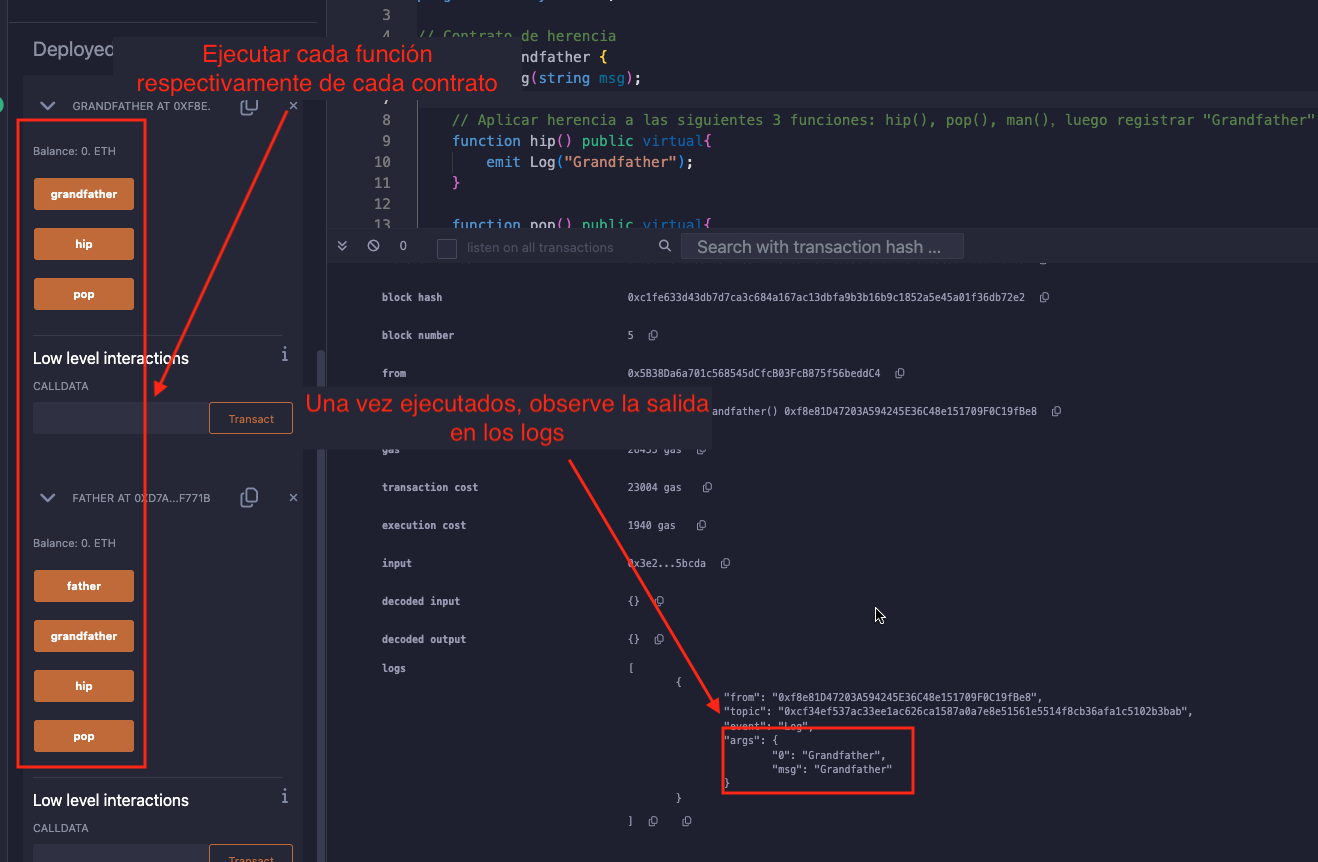 Deployed
Ejecutar cada función
respectivamente de cada contrato
GRANDFATHER AT 0XF8E.
Balance: 0. ETH
grandfather
hip
pop
Low level interactions
i
CALLDATA
Transact
FATHER AT 0XD7A...F771B
Balance: 0. ETH
father
grandfather
hip
pop
Low level interactions
i
CALLDATA
Transact
3
4 // Contrato de herencia
ndfather {
g(string msg);
7
8 // Aplicar herencia a las siguientes 3 funciones: hip(), pop(), man(), luego registrar "Grandfather"
9 function hip() public virtual{
10 emit Log("Grandfather");
11 }
12
13 function pop() public virtual{
0 listen on all transactions Search with transaction hash ...
block hash 0xc1fe633d43db7d7ca3c684a167ac13dbfa9b3b16b9c1852a5e45a01f36db72e2
block number 5
from 0x5B38Da6a701c568545dCfcB03FcB875f56beddC4
Una vez ejecutados, observe la salida
en los logs
andfather() 0xf8e81D47203A594245E36C48e151709F0C19fBe8
gas 26455 gas
transaction cost 23004 gas
execution cost 1940 gas
input 0x3e2...5bcda
decoded input {}
decoded output {}
logs [
{
"from": "0xf8e81D47203A594245E36C48e151709F0C19fBe8",
"topic": "0xcf34ef537ac33ee1ac626ca1587a0a7e8e51561e5514f8cb36afa1c5102b3bab",
"event": "Log",
"args": {
"0": "Grandfather",
"msg": "Grandfather"
}
}
]